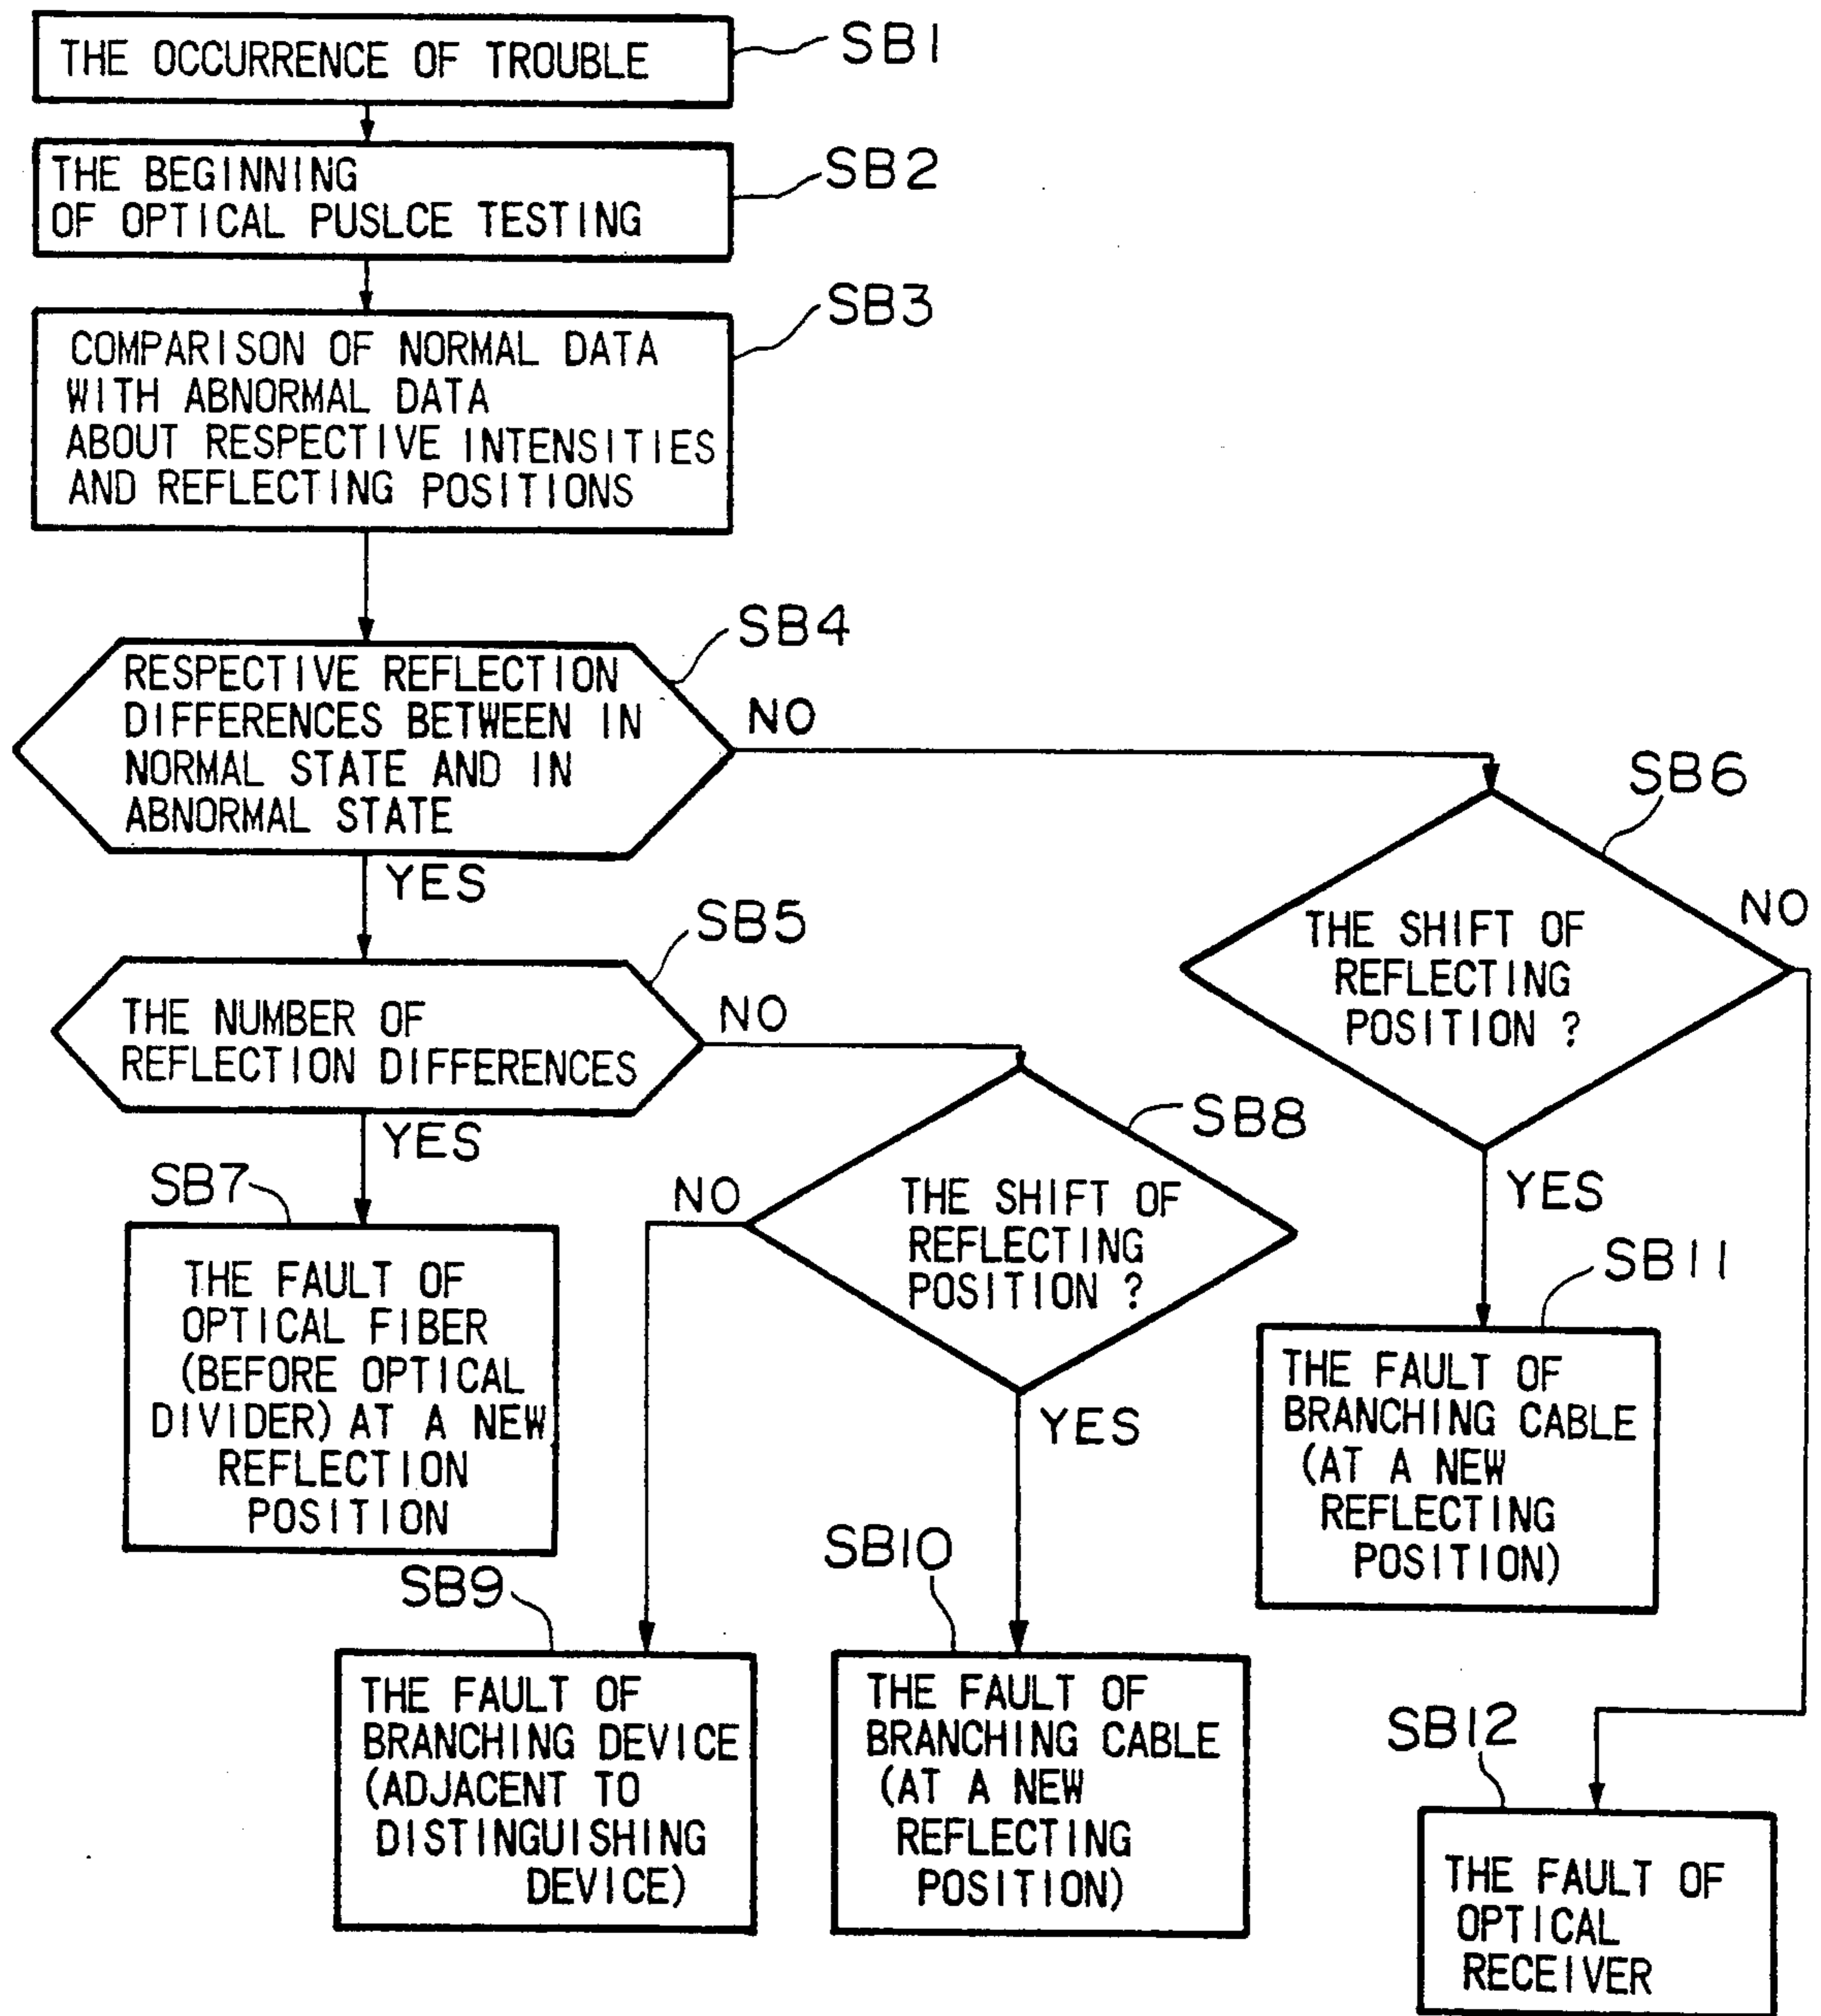 THE OCCURRENCE OF TROUBLE
SB1
THE BEGINNING
OF OPTICAL PUSLCE TESTING
SB2
COMPARISON OF NORMAL DATA
WITH ABNORMAL DATA
ABOUT RESPECTIVE INTENSITIES
AND REFLECTING POSITIONS
SB3
RESPECTIVE REFLECTION
DIFFERENCES BETWEEN IN
NORMAL STATE AND IN
ABNORMAL STATE
SB4
NO
YES
THE SHIFT OF
REFLECTING
POSITION ?
SB6
NO
YES
THE NUMBER OF
REFLECTION DIFFERENCES
SB5
NO
YES
THE SHIFT OF
REFLECTING
POSITION ?
SB8
NO
YES
SB7
THE FAULT OF
OPTICAL FIBER
(BEFORE OPTICAL
DIVIDER) AT A NEW
REFLECTION
POSITION
SB11
THE FAULT OF
BRANCHING CABLE
(AT A NEW
REFLECTING
POSITION)
SB9
THE FAULT OF
BRANCHING DEVICE
(ADJACENT TO
DISTINGUISHING
DEVICE)
SB10
THE FAULT OF
BRANCHING CABLE
(AT A NEW
REFLECTING
POSITION)
SB12
THE FAULT OF
OPTICAL
RECEIVER